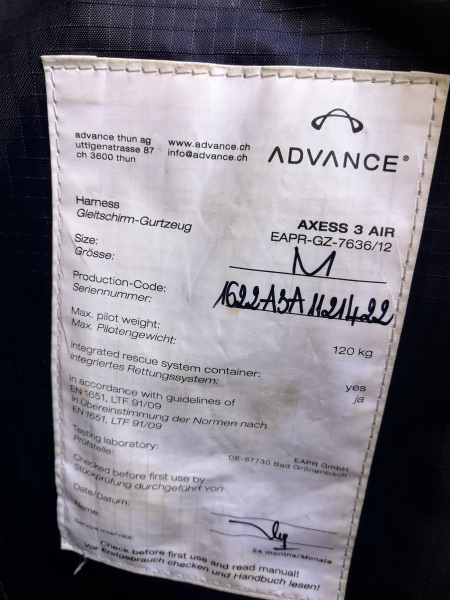 ADVANCE®
advance thun ag
uttigenstrasse 87
ch 3600 thun
www.advance.ch
info@advance.ch
Harness
Gleitschirm-Gurtzeug
AXESS 3 AIR
EAPR-GZ-7636/12
Size:
Grösse:
M
Production-Code:
Seriennummer:
1622A3A1121422
Max. pilot weight:
Max. Pilotengewicht:
120 kg
Integrated rescue system container:
Integriertes Rettungssystem:
yes
ja
In accordance with guidelines of
EN 1651, LTF 91/09
In Übereinstimmung der Normen nach
EN 1651, LTF 91/09
Testing laboratory:
Prüfstelle:
EAPR GmbH
DE-87730 Bad Grönenbach
Checked before first use by
Stückprüfung durchgeführt von
Date/Datum:
Name:
Service intervals
24 months/Monate
Check before first use and read manual!
Vor Erstgebrauch checken und Handbuch lesen!